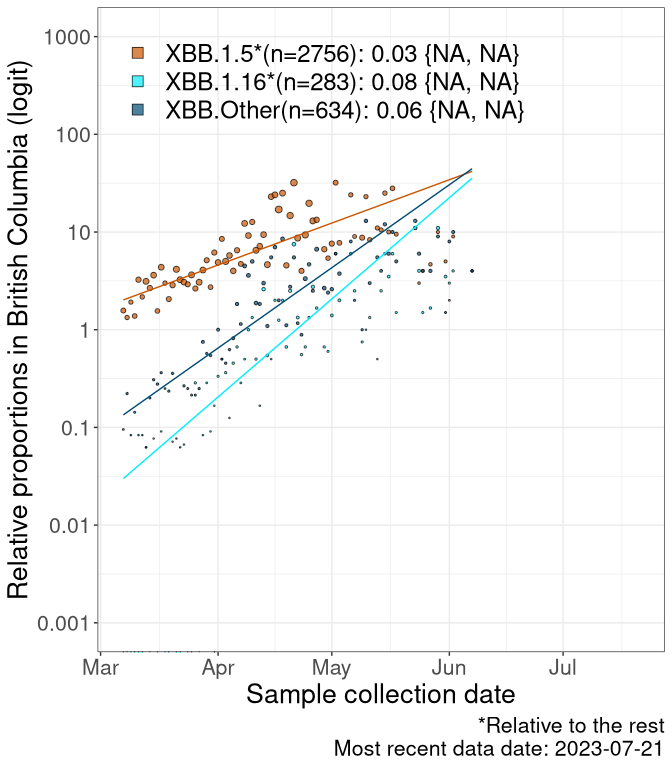 1000
100
10
1
0.1
0.01
0.001
Relative proportions in British Columbia (logit)
XBB.1.5*(n=2756): 0.03 {NA, NA}
XBB.1.16*(n=283): 0.08 {NA, NA}
XBB.Other(n=634): 0.06 {NA, NA}
Mar Apr May Jun Jul
Sample collection date
*Relative to the rest
Most recent data date: 2023-07-21